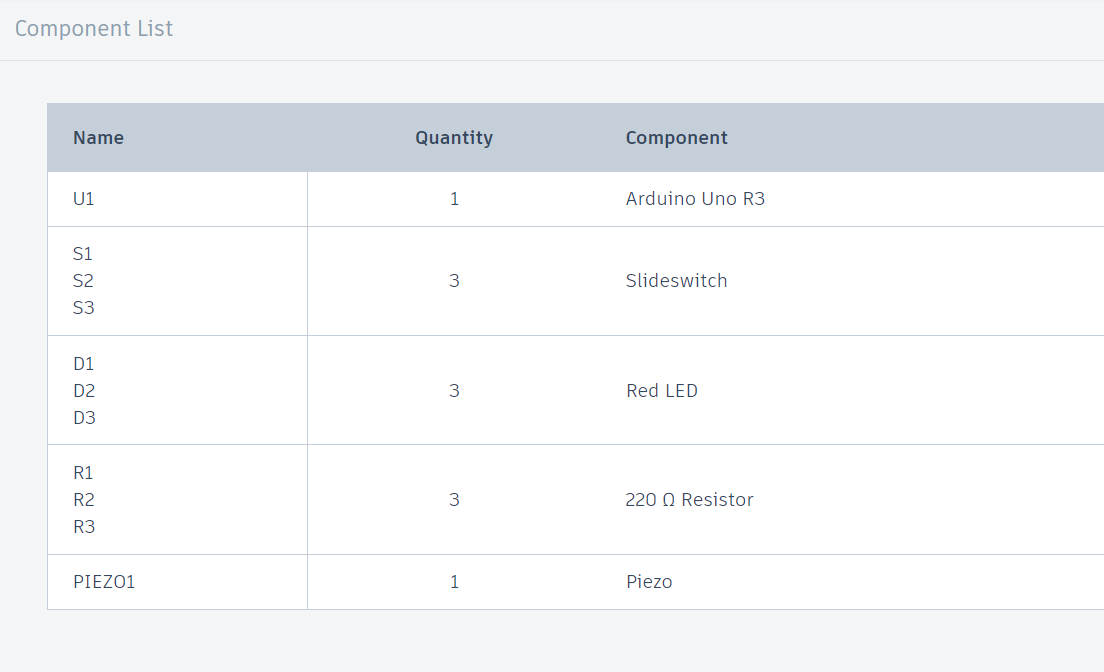 Component List
Name Quantity Component
U1 1 Arduino Uno R3
S1
S2 3 Slideswitch
S3
D1
D2 3 Red LED
D3
R1
R2 3 220 Ω Resistor
R3
PIEZO1 1 Piezo